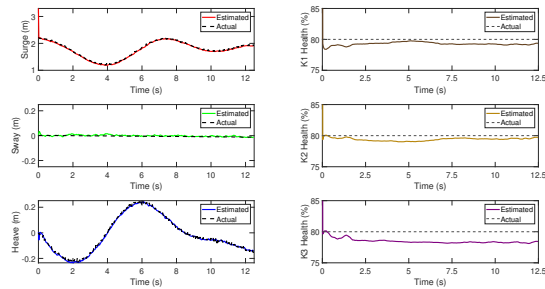 Surge (m)
3
2
1
0 2 4 6 8 10 12
Time (s)
Estimated
Actual
K1 Health (%)
85
80
75
0 2.5 5 7.5 10 12.5
Time (s)
Estimated
Actual
Sway (m)
0.2
0
-0.2
0 2 4 6 8 10 12
Time (s)
Estimated
Actual
K2 Health (%)
85
80
75
0 2.5 5 7.5 10 12.5
Time (s)
Estimated
Actual
Heave (m)
0.2
0
-0.2
0 2 4 6 8 10 12
Time (s)
Estimated
Actual
K3 Health (%)
85
80
75
0 2.5 5 7.5 10 12.5
Time (s)
Estimated
Actual